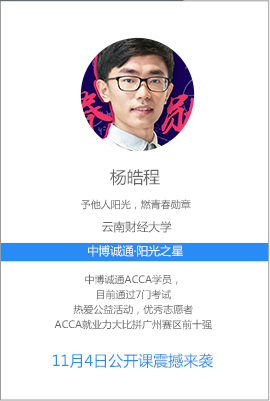 杨皓程
予他人阳光，燃青春勋章
云南财经大学
中博诚通·阳光之星
中博诚通ACCA学员，
目前通过7门考试
热爱公益活动，优秀志愿者
ACCA就业力大比拼广州赛区前十强
11月4日公开课震撼来袭